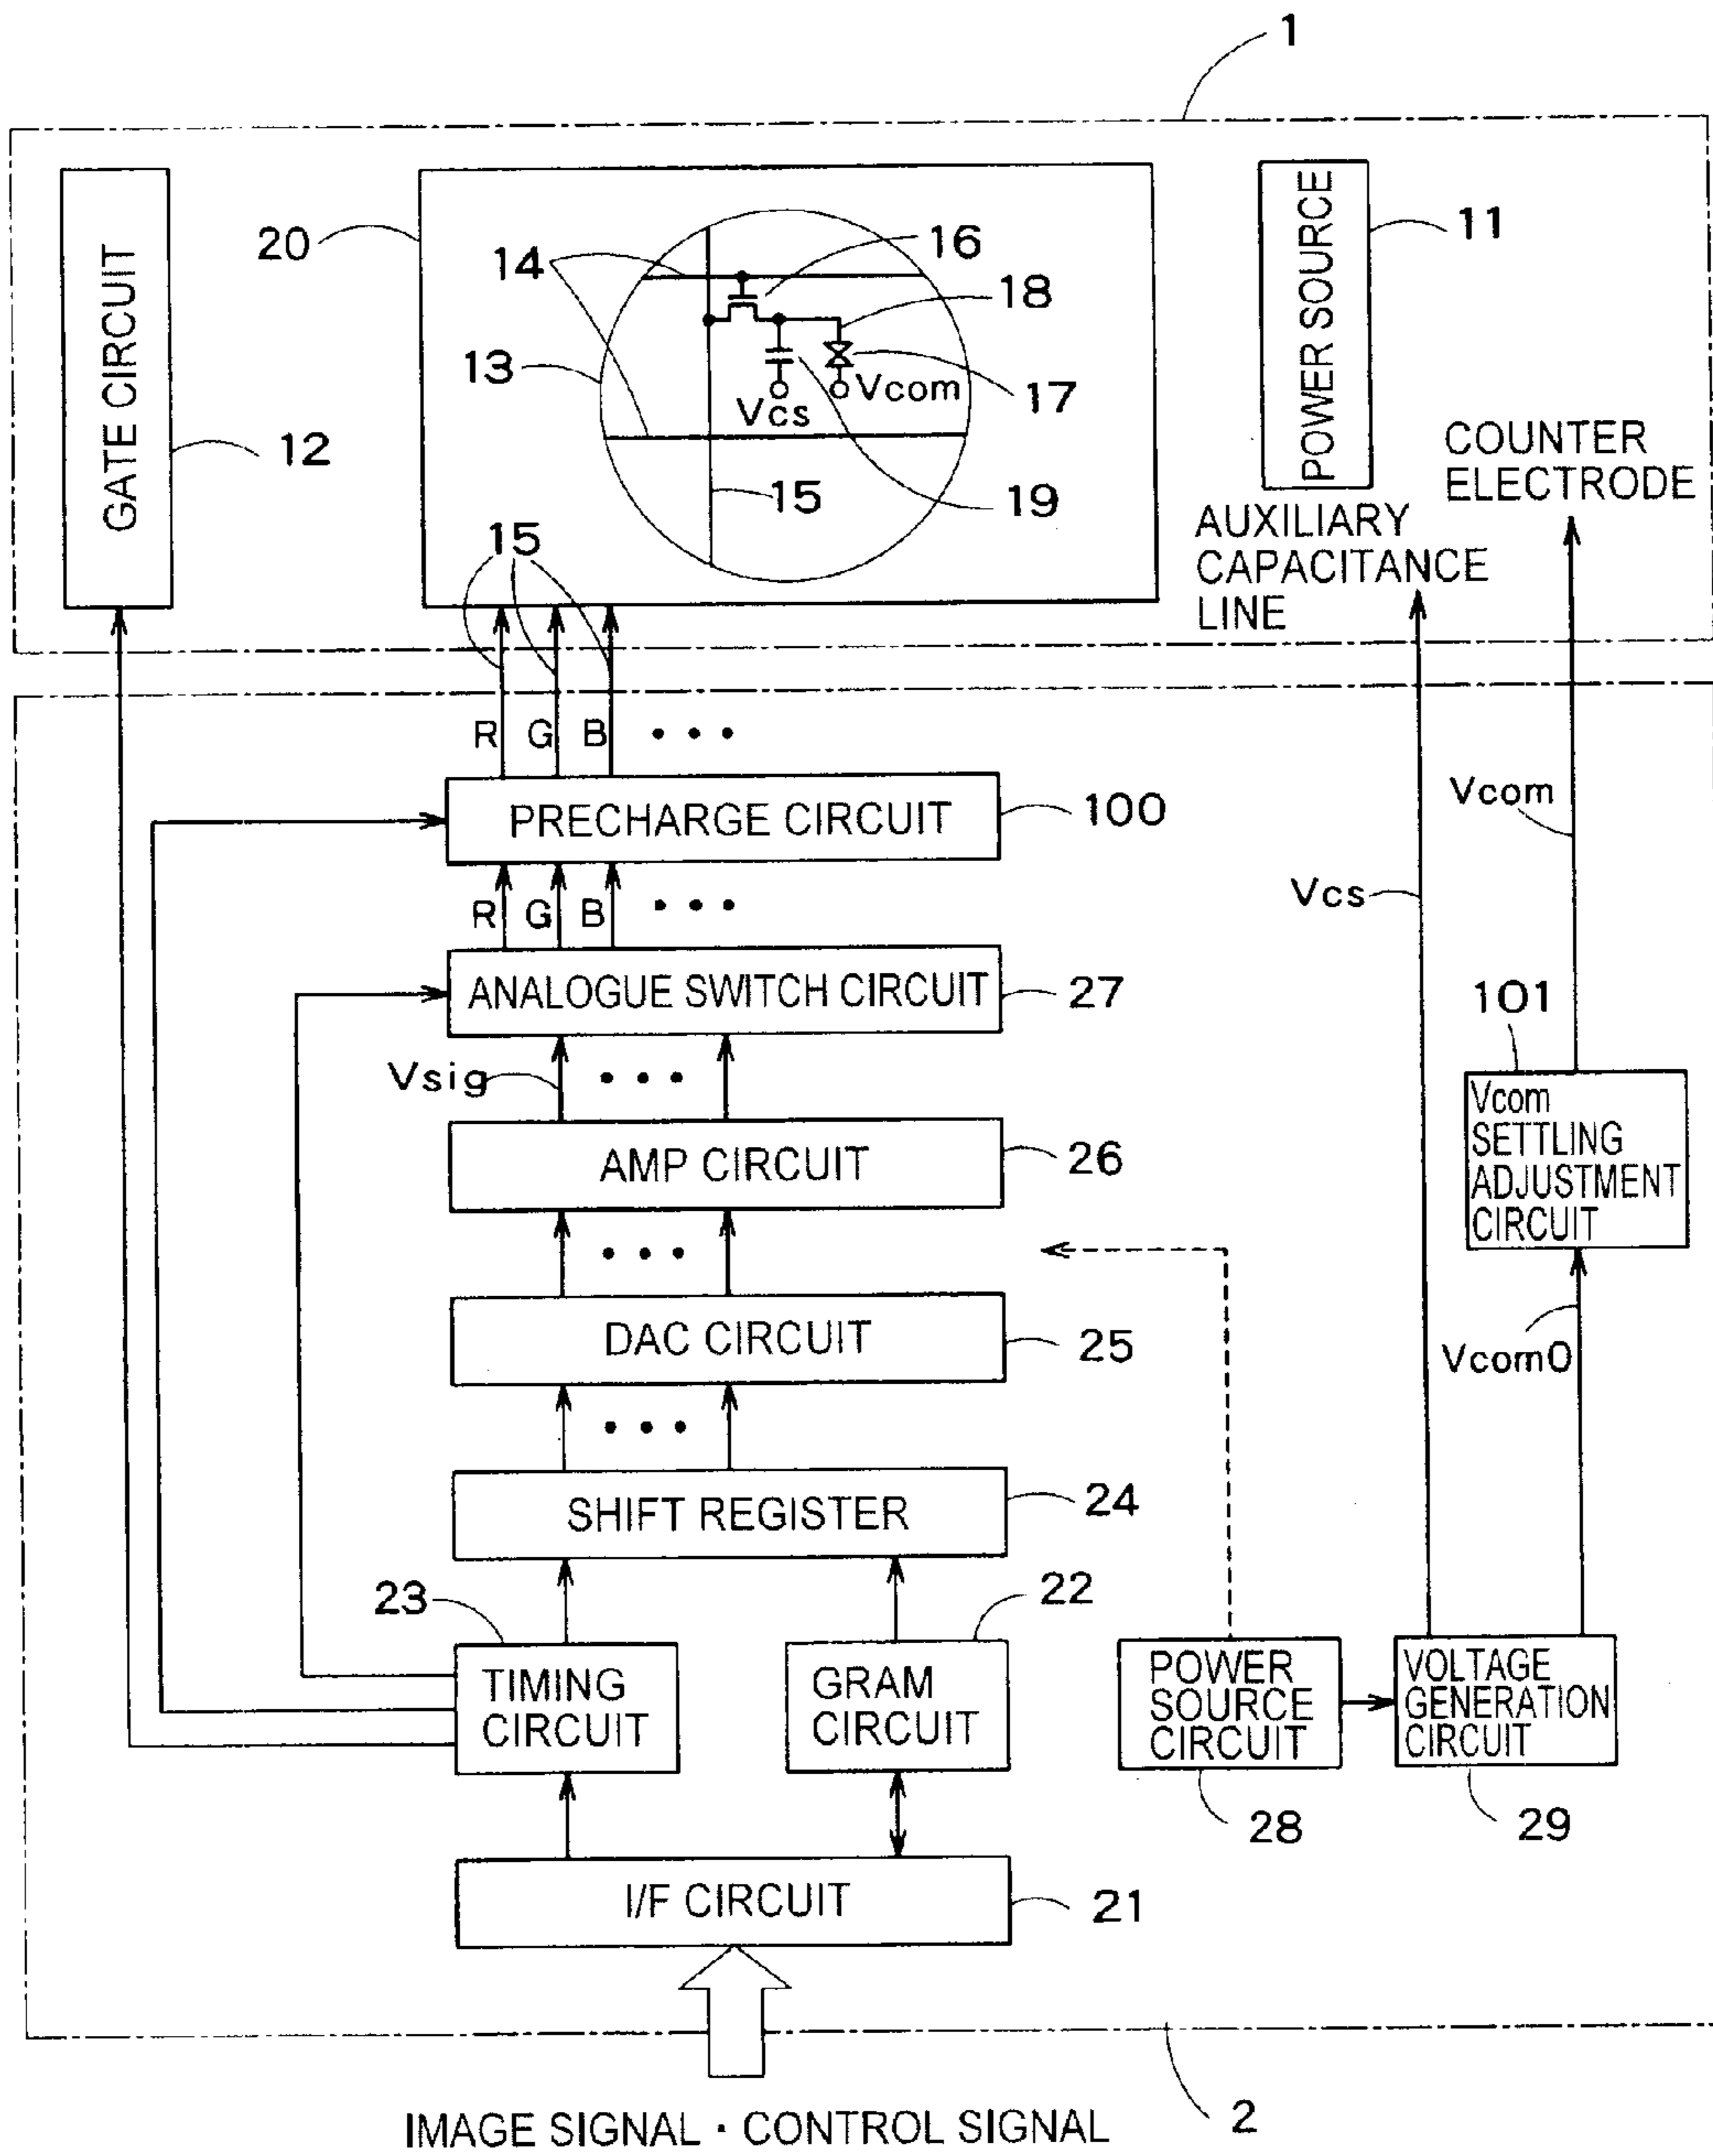 1
GATE CIRCUIT
12
20
13
14
16
18
17
Vcs
Vcom
15
19
POWER SOURCE
11
COUNTER
ELECTRODE
AUXILIARY
CAPACITANCE
LINE
15
R G B •••
PRECHARGE CIRCUIT
100
R G B •••
ANALOGUE SWITCH CIRCUIT
27
Vsig
•••
AMP CIRCUIT
26
•••
DAC CIRCUIT
25
•••
SHIFT REGISTER
24
Vcs
Vcom
101
Vcom
SETTLING
ADJUSTMENT
CIRCUIT
Vcom0
23
TIMING
CIRCUIT
22
GRAM
CIRCUIT
POWER
SOURCE
CIRCUIT
28
VOLTAGE
GENERATION
CIRCUIT
29
I/F CIRCUIT
21
2
IMAGE SIGNAL · CONTROL SIGNAL